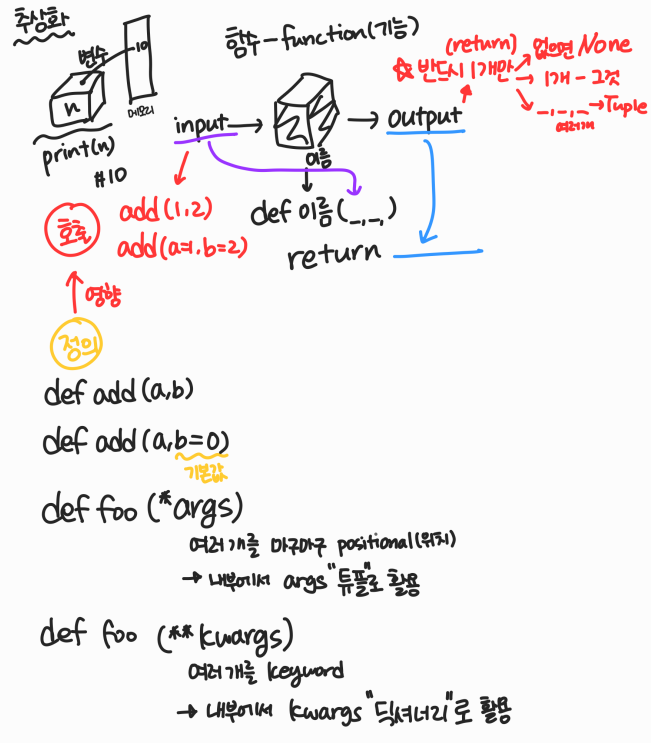 추상화
변수
10
n
메모리
print(n)
#10
함수-function(기능)
input
output
이름
def 이름(_,_,)
return
(return)
☆반드시 1개만
없으면 None
1개 - 그것
_,_,_ → Tuple
여러개
호출
add(1,2)
add(a=1,b=2)
영향
정의
def add(a,b)
def add(a,b=0)
기본값
def foo (*args)
여러개를 마구마구 positional(위치)
→ 내부에서 args "튜플"로 활용
def foo (**kwargs)
여러개를 keyword
→ 내부에서 kwargs "딕셔너리"로 활용